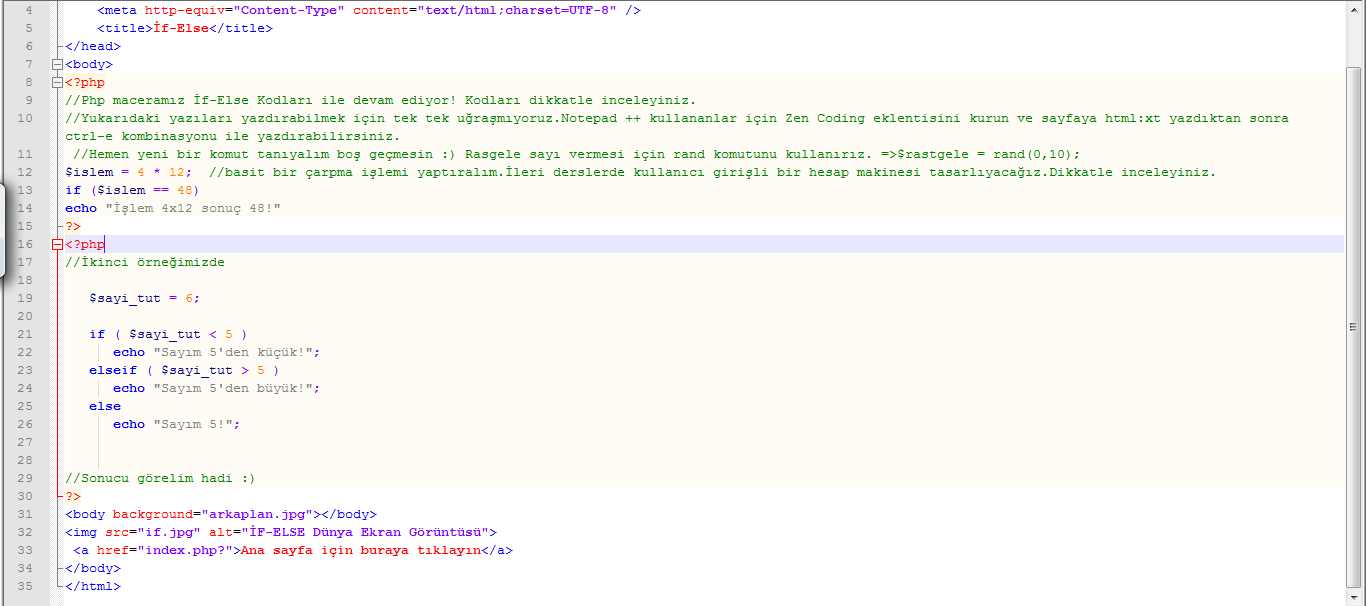 4 <meta http-equiv="Content-Type" content="text/html;charset=UTF-8" />
5 <title>İf-Else</title>
6 </head>
7 <body>
8 <?php
9 //Php maceramız İf-Else Kodları ile devam ediyor! Kodları dikkatle inceleyiniz.
10 //Yukarıdaki yazıları yazdırabilmek için tek tek uğraşmıyoruz.Notepad ++ kullananlar için Zen Coding eklentisini kurun ve sayfaya html:xt yazdıktan sonra
ctrl-e kombinasyonu ile yazdırabilirsiniz.
11 //Hemen yeni bir komut tanıyalım boş geçmesin :) Rasgele sayı vermesi için rand komutunu kullanırız. =>$rastgele = rand(0,10);
12 $islem = 4 * 12; //basit bir çarpma işlemi yaptıralım.İleri derslerde kullanıcı girişli bir hesap makinesi tasarlıyacağız.Dikkatle inceleyiniz.
13 if ($islem == 48)
14 echo "İşlem 4x12 sonuç 48!"
15 ?>
16 <?php
17 //İkinci örneğimizde
18
19 $sayi_tut = 6;
20
21 if ( $sayi_tut < 5 )
22 echo "Sayım 5'den küçük!";
23 elseif ( $sayi_tut > 5 )
24 echo "Sayım 5'den büyük!";
25 else
26 echo "Sayım 5!";
27
28
29 //Sonucu görelim hadi :)
30 ?>
31 <body background="arkaplan.jpg"></body>
32 <img src="if.jpg" alt="İF-ELSE Dünya Ekran Görüntüsü">
33 <a href="index.php?">Ana sayfa için buraya tıklayın</a>
34 </body>
35 </html>